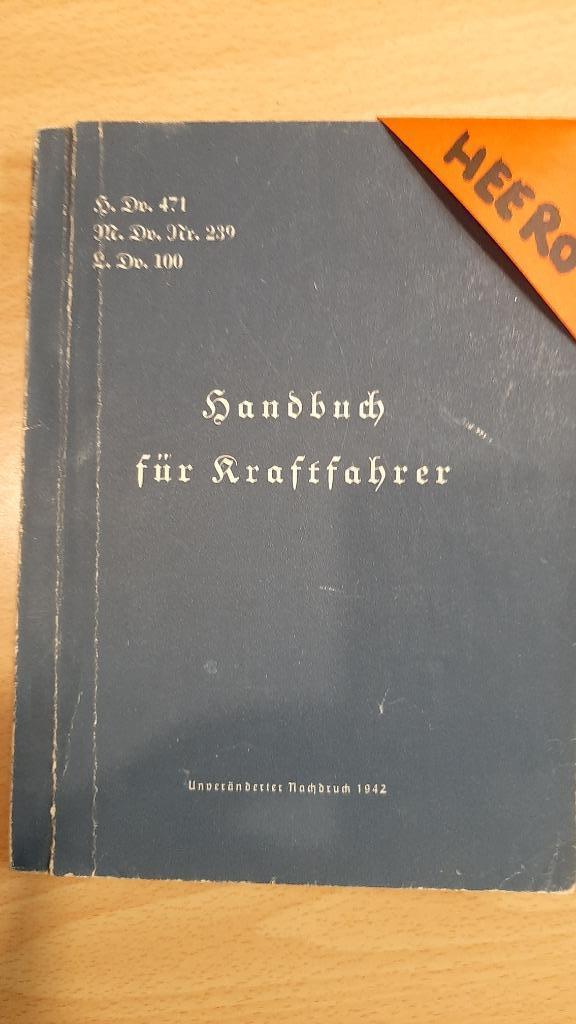 H. Dv. 471
M. Dv. Nr. 239
L. Dv. 100
HEERO
Handbuch
für Kraftfahrer
Unveränderter Nachdruck 1942